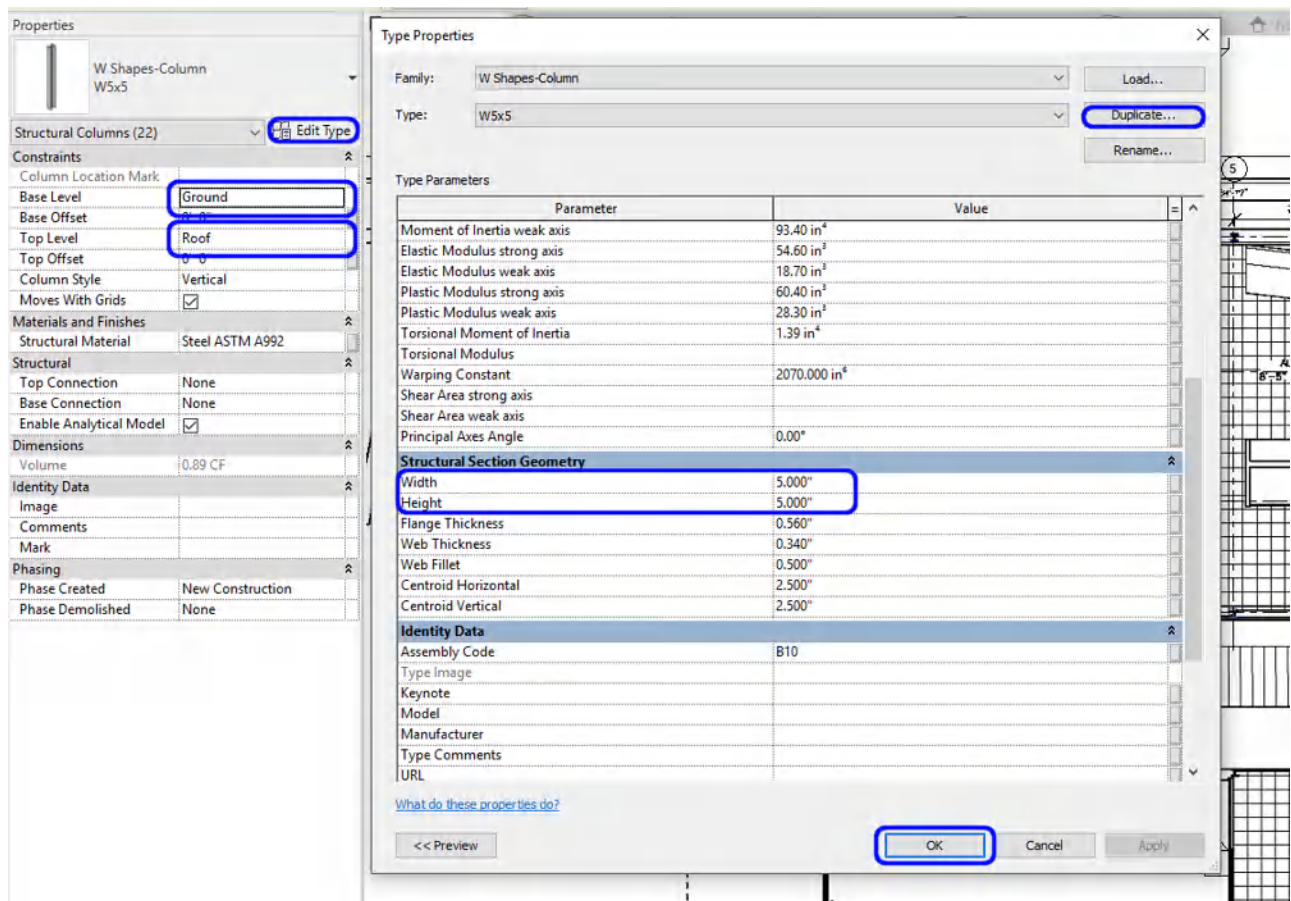 Properties
W Shapes-Column
W5x5
Structural Columns (22)
Edit Type
Constraints
Column Location Mark
Base Level Ground
Base Offset 0' 0"
Top Level Roof
Top Offset 0' 0"
Column Style Vertical
Moves With Grids
Materials and Finishes
Structural Material Steel ASTM A992
Structural
Top Connection None
Base Connection None
Enable Analytical Model
Dimensions
Volume 0.89 CF
Identity Data
Image
Comments
Mark
Phasing
Phase Created New Construction
Phase Demolished None
Type Properties
Family: W Shapes-Column Load...
Type: W5x5 Duplicate...
Rename...
Type Parameters
Parameter Value =
Moment of Inertia weak axis 93.40 in⁴
Elastic Modulus strong axis 54.60 in³
Elastic Modulus weak axis 18.70 in³
Plastic Modulus strong axis 60.40 in³
Plastic Modulus weak axis 28.30 in³
Torsional Moment of Inertia 1.39 in⁴
Torsional Modulus
Warping Constant 2070.000 in⁶
Shear Area strong axis
Shear Area weak axis
Principal Axes Angle 0.00°
Structural Section Geometry
Width 5.000"
Height 5.000"
Flange Thickness 0.560"
Web Thickness 0.340"
Web Fillet 0.500"
Centroid Horizontal 2.500"
Centroid Vertical 2.500"
Identity Data
Assembly Code B10
Type Image
Keynote
Model
Manufacturer
Type Comments
URL
What do these properties do?
<< Preview OK Cancel Apply
5